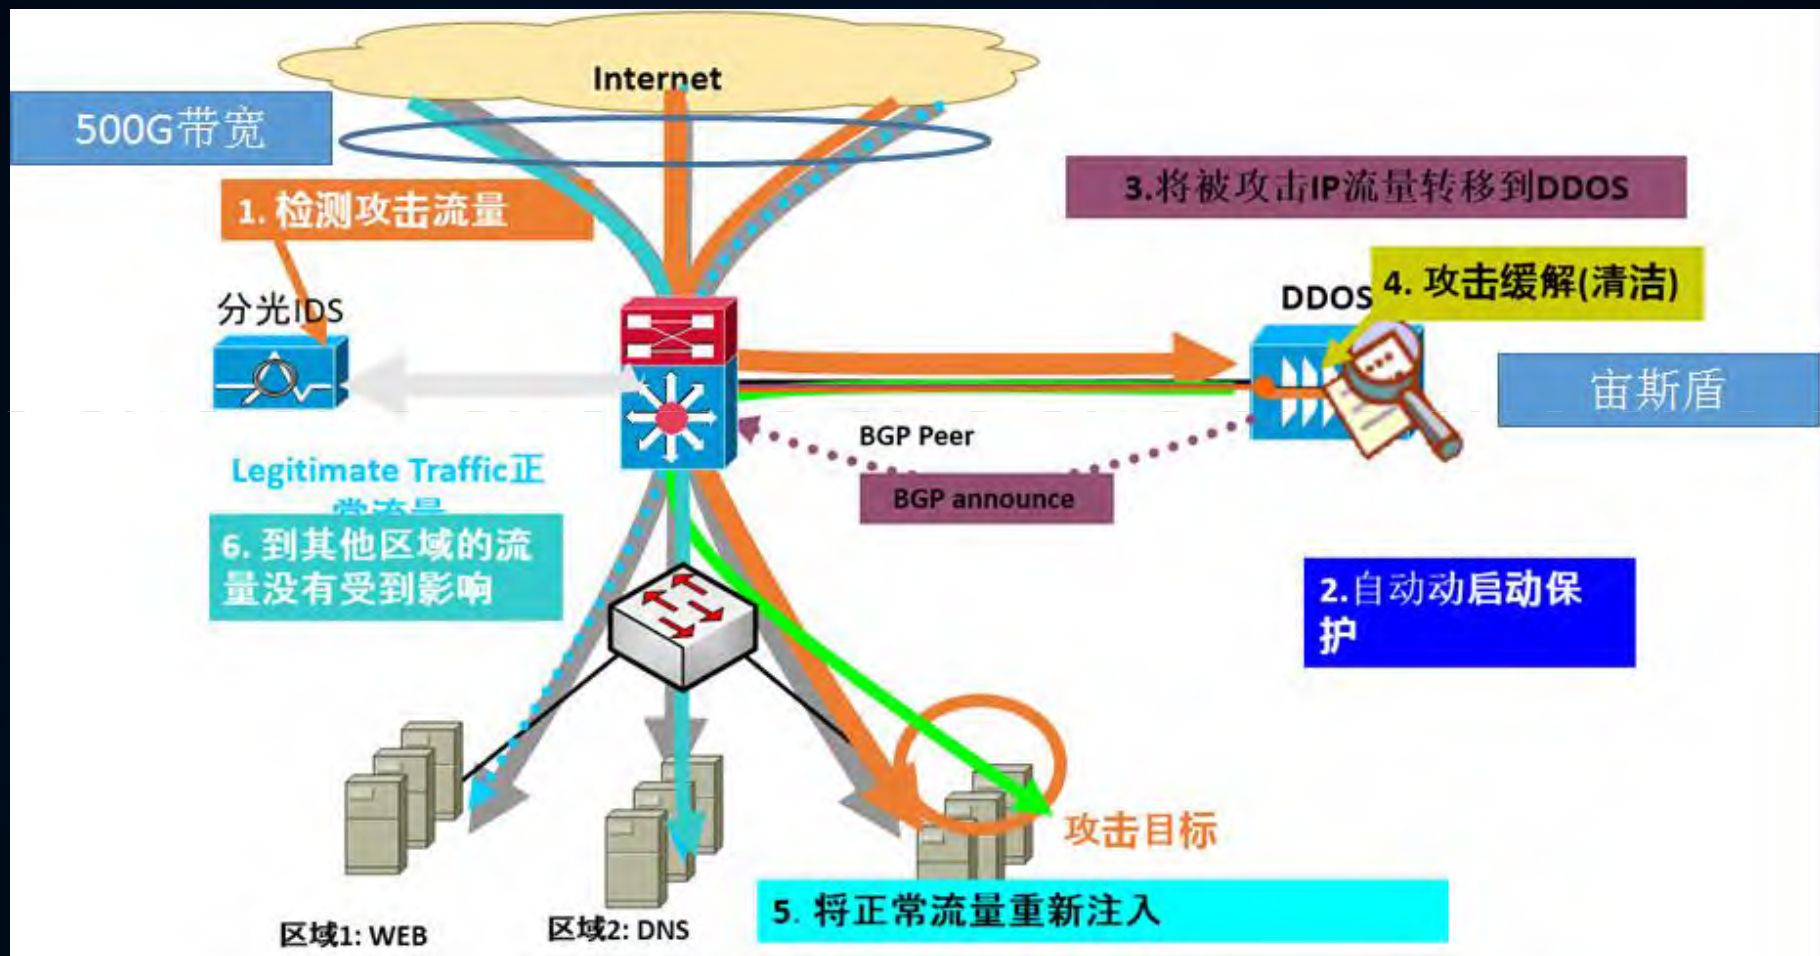 Internet
500G带宽
1. 检测攻击流量
3.将被攻击IP流量转移到DDOS
4. 攻击缓解(清洁)
DDOS
分光IDS
宙斯盾
BGP Peer
BGP announce
Legitimate Traffic正
常流量
6. 到其他区域的流
量没有受到影响
2.自动动启动保
护
攻击目标
5. 将正常流量重新注入
区域1: WEB
区域2: DNS